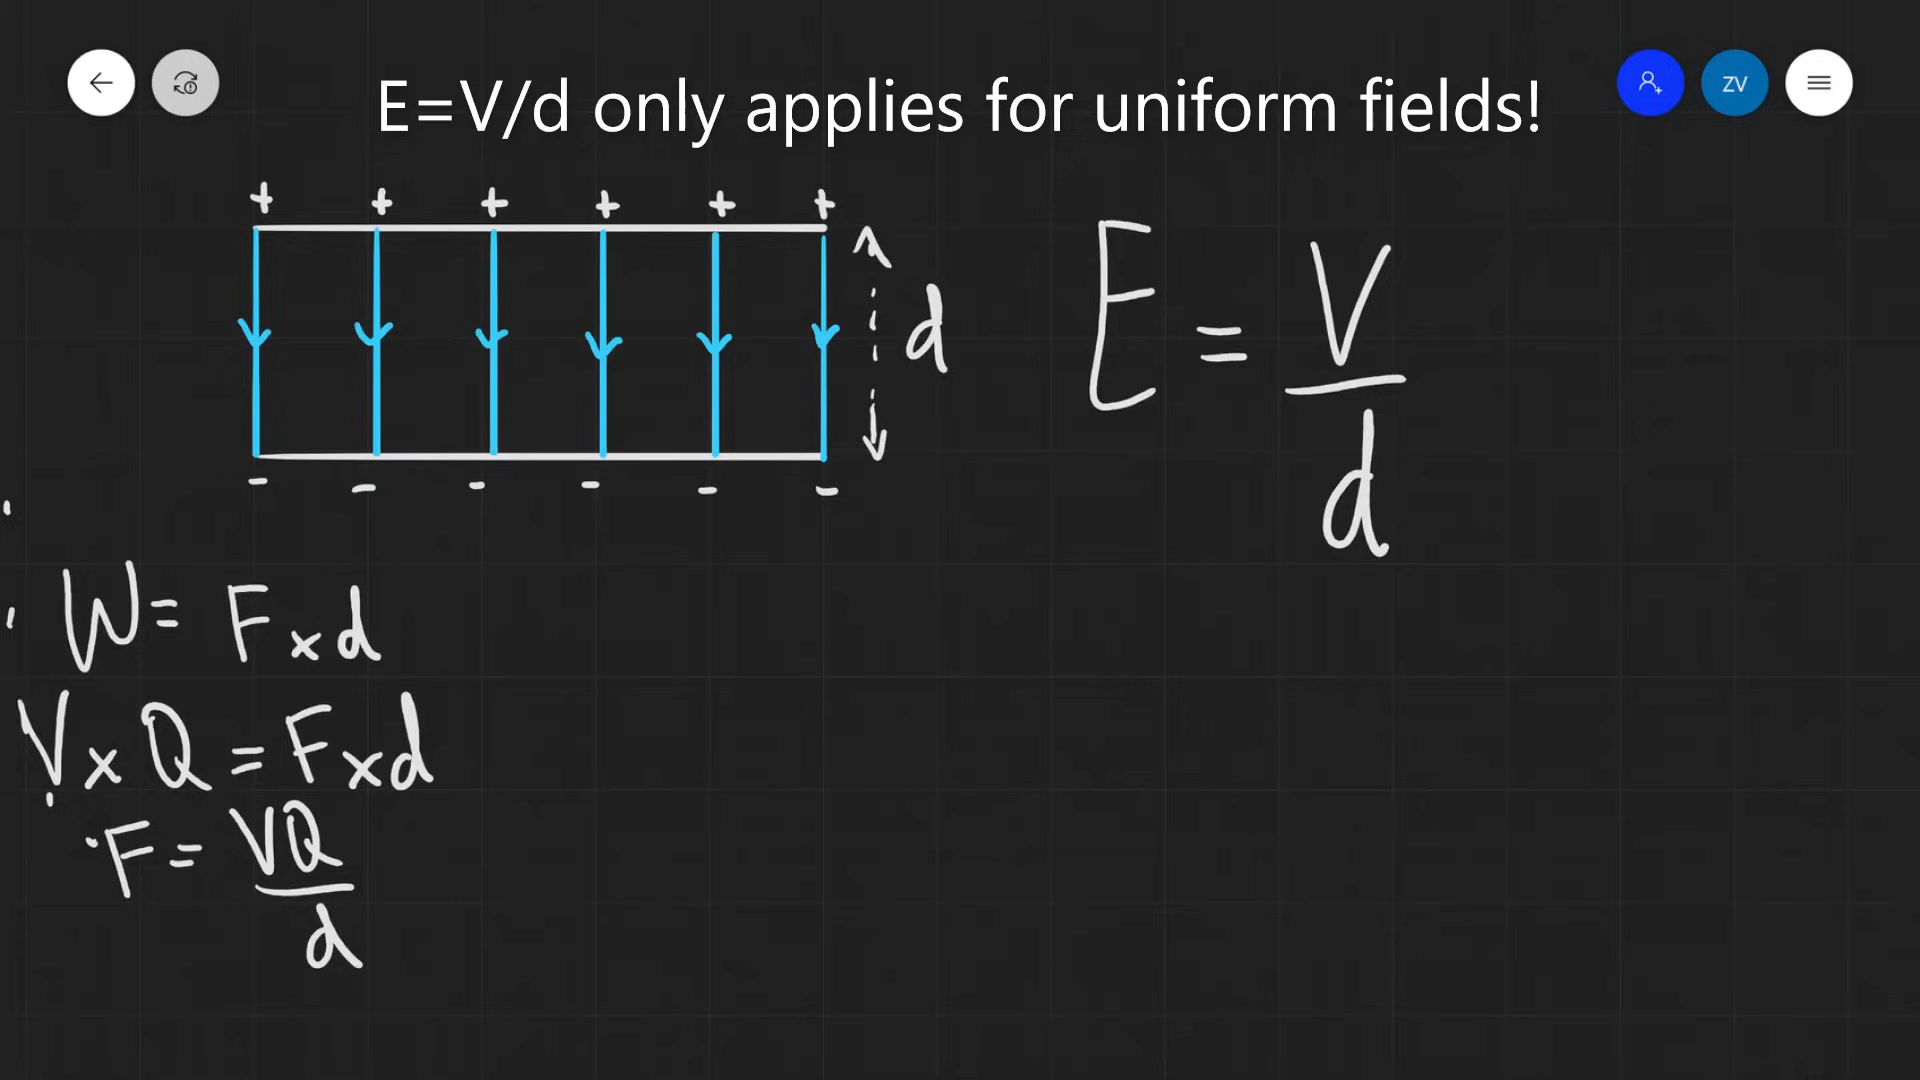 E=V/d only applies for uniform fields!
ZV
+ + + + + +
d
- - - - - -
E = V/d
W = F x d
V x Q = F x d
F = VQ/d